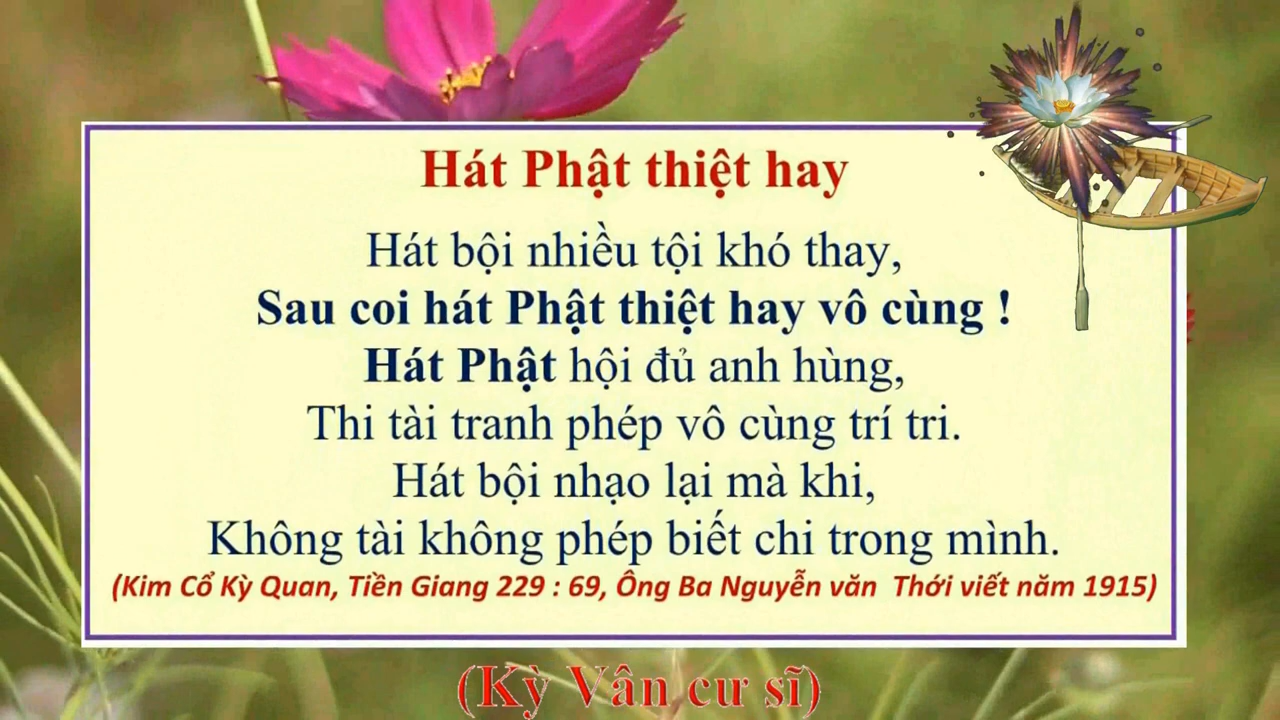 Hát Phật thiệt hay
Hát bội nhiều tội khó thay,
Sau coi hát Phật thiệt hay vô cùng !
Hát Phật hội đủ anh hùng,
Thi tài tranh phép vô cùng trí tri.
Hát bội nhạo lại mà khi,
Không tài không phép biết chi trong mình.
(Kim Cổ Kỳ Quan, Tiền Giang 229 : 69, Ông Ba Nguyễn văn Thới viết năm 1915)
(Kỳ Vân cư sĩ)